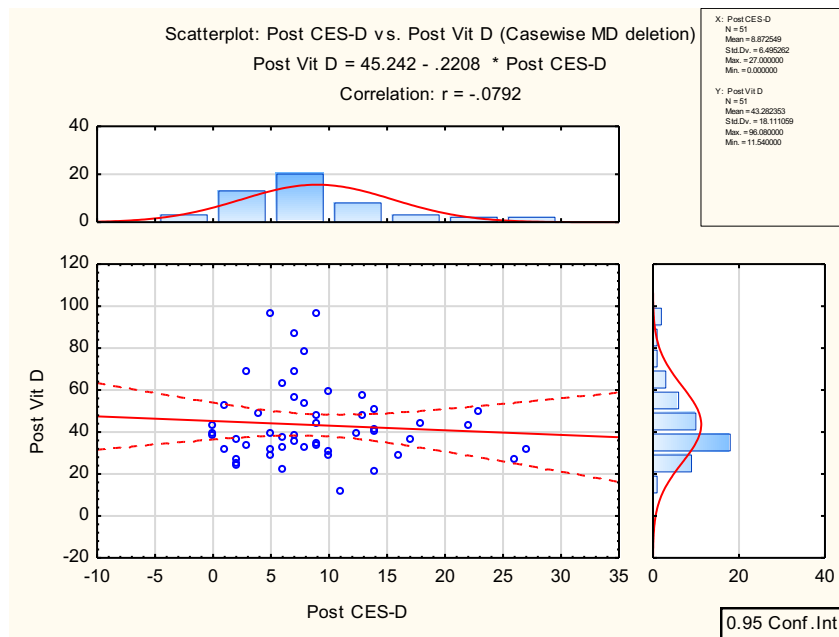 Scatterplot: Post CES-D vs. Post Vit D (Casewise MD deletion)
Post Vit D = 45.242 - .2208 * Post CES-D
Correlation: r = -.0792
X: Post CES-D
N = 51
Mean = 8.872549
Std.Dv. = 6.495262
Max. = 27.000000
Min. = 0.000000
Y: Post Vit D
N = 51
Mean = 43.282353
Std.Dv. = 18.111059
Max. = 96.080000
Min. = 11.540000
40
20
0
120
100
80
60
40
20
0
-20
-10 -5 0 5 10 15 20 25 30 35
0 20 40
Post Vit D
Post CES-D
0.95 Conf.Int